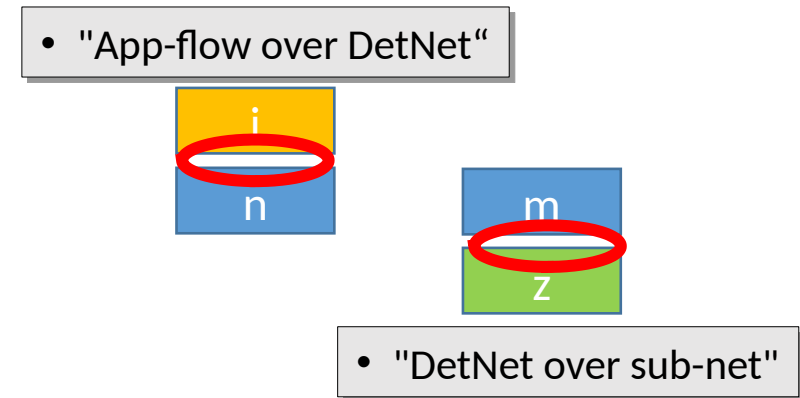 • "App-flow over DetNet“
i
n
m
z
• "DetNet over sub-net"